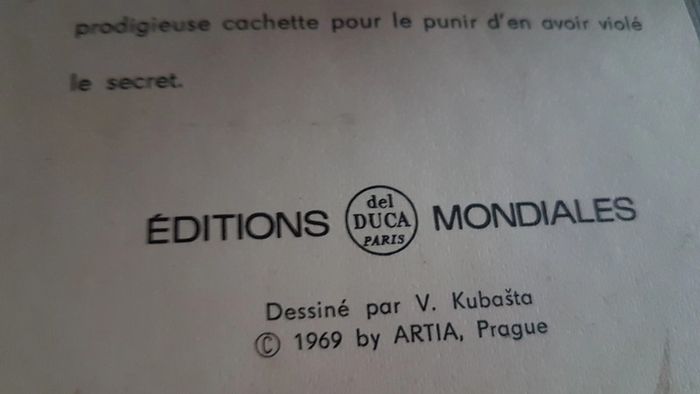 prodigieuse cachette pour le punir d'en avoir violé
le secret.
ÉDITIONS del DUCA PARIS MONDIALES
Dessiné par V. Kubašta
© 1969 by ARTIA, Prague